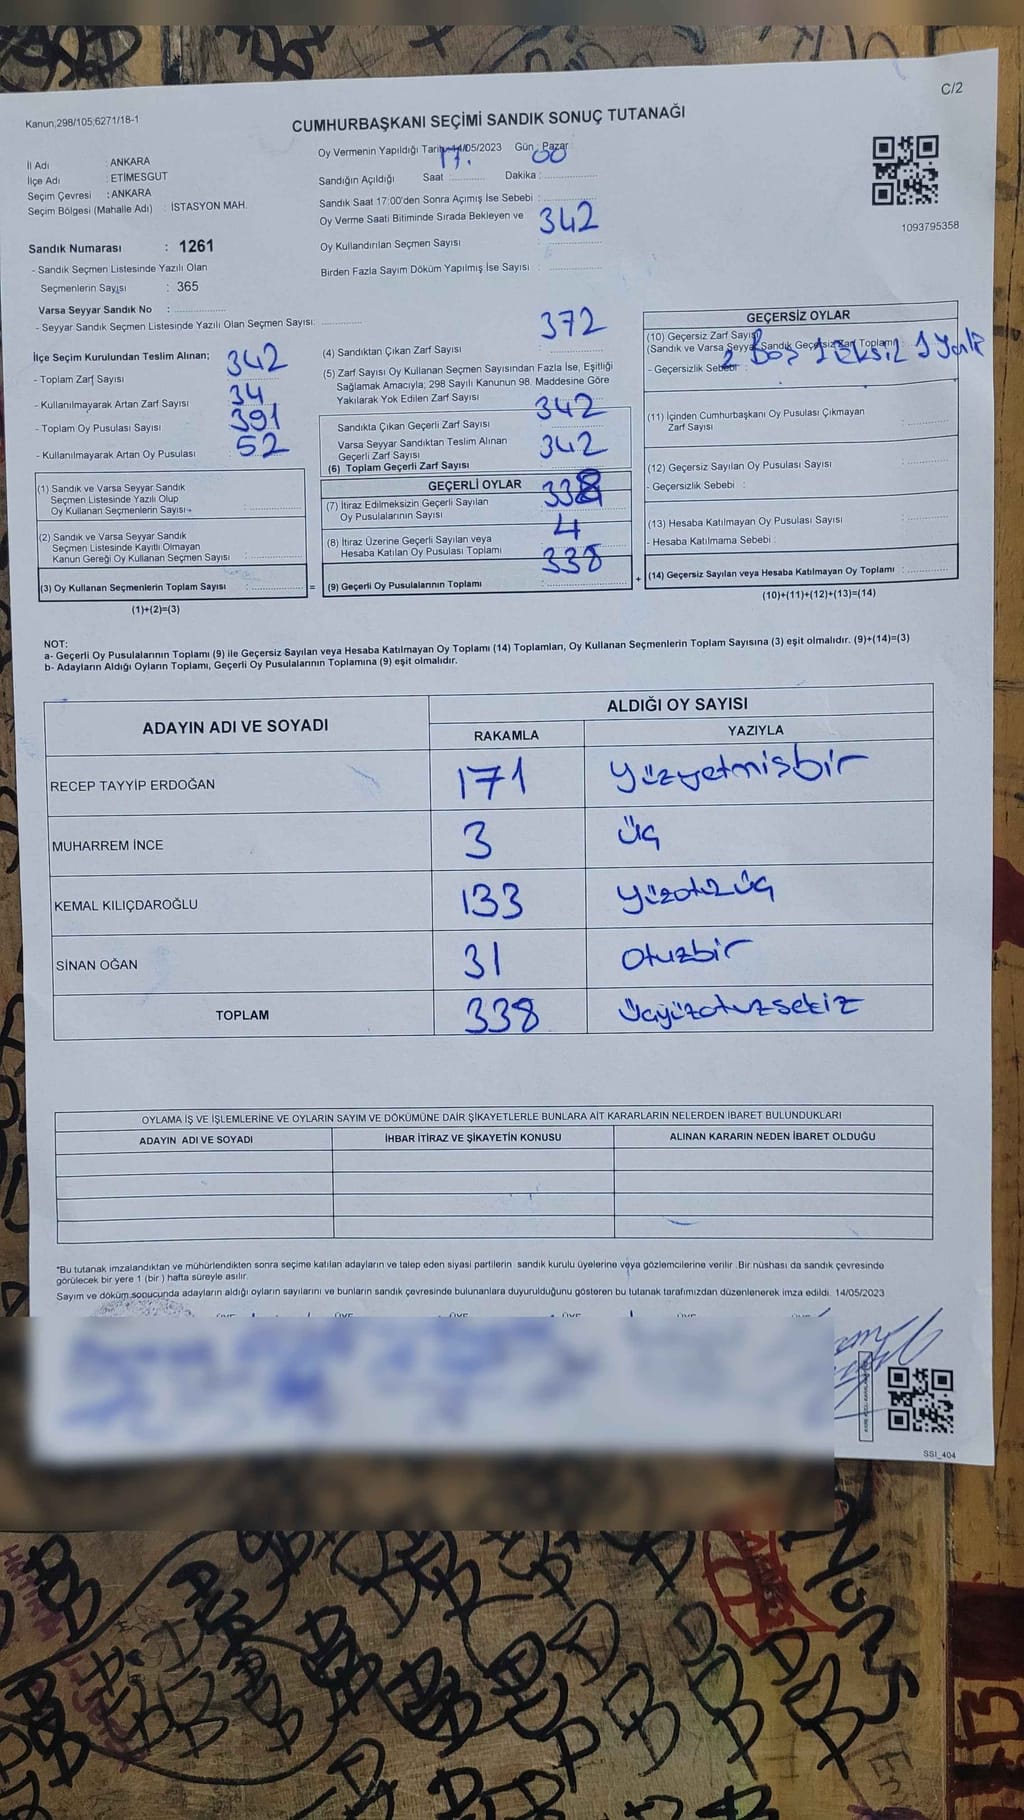 C/2
Kanun;298/105,6271/18-1
CUMHURBAŞKANI SEÇİMİ SANDIK SONUÇ TUTANAĞI
İl Adı : ANKARA
İlçe Adı : ETİMESGUT
Seçim Çevresi : ANKARA
Seçim Bölgesi (Mahalle Adı) : İSTASYON MAH.
Oy Vermenin Yapıldığı Tarih: 14/05/2023 Gün : Pazar
Sandığın Açıldığı Saat : 17. Dakika : 00
Sandık Saat 17:00'den Sonra Açımış İse Sebebi :
Oy Verme Saati Bitiminde Sırada Bekleyen ve
Oy Kullandırılan Seçmen Sayısı : 342
Birden Fazla Sayım Döküm Yapılmış İse Sayısı :
1093795358
Sandık Numarası : 1261
- Sandık Seçmen Listesinde Yazılı Olan
Seçmenlerin Sayısı : 365
Varsa Seyyar Sandık No :
- Seyyar Sandık Seçmen Listesinde Yazılı Olan Seçmen Sayısı:
İlçe Seçim Kurulundan Teslim Alınan;
- Toplam Zarf Sayısı : 342
- Kullanılmayarak Artan Zarf Sayısı : 34
- Toplam Oy Pusulası Sayısı : 391
- Kullanılmayarak Artan Oy Pusulası : 52
(1) Sandık ve Varsa Seyyar Sandık
Seçmen Listesinde Yazılı Olup
Oy Kullanan Seçmenlerin Sayısı :
(2) Sandık ve Varsa Seyyar Sandık
Seçmen Listesinde Kayıtlı Olmayan
Kanun Gereği Oy Kullanan Seçmen Sayısı :
(3) Oy Kullanan Seçmenlerin Toplam Sayısı : =
(1)+(2)=(3)
(4) Sandıktan Çıkan Zarf Sayısı : 372
(5) Zarf Sayısı Oy Kullanan Seçmen Sayısından Fazla İse, Eşitliği
Sağlamak Amacıyla; 298 Sayılı Kanunun 98. Maddesine Göre
Yakılarak Yok Edilen Zarf Sayısı :
Sandıkta Çıkan Geçerli Zarf Sayısı : 342
Varsa Seyyar Sandıktan Teslim Alınan
Geçerli Zarf Sayısı : 342
(6) Toplam Geçerli Zarf Sayısı
GEÇERLİ OYLAR
(7) İtiraz Edilmeksizin Geçerli Sayılan
Oy Pusulalarının Sayısı : 338
(8) İtiraz Üzerine Geçerli Sayılan veya
Hesaba Katılan Oy Pusulası Toplamı : 4
(9) Geçerli Oy Pusulalarının Toplamı : 338 +
GEÇERSİZ OYLAR
(10) Geçersiz Zarf Sayısı
(Sandık ve Varsa Seyyar Sandık Geçersiz Zarf Toplamı) :
- Geçersizlik Sebebi : 2 Boş 1 Eksik 1
(11) İçinden Cumhurbaşkanı Oy Pusulası Çıkmayan
Zarf Sayısı :
(12) Geçersiz Sayılan Oy Pusulası Sayısı :
- Geçersizlik Sebebi :
(13) Hesaba Katılmayan Oy Pusulası Sayısı :
- Hesaba Katılmama Sebebi :
(14) Geçersiz Sayılan veya Hesaba Katılmayan Oy Toplamı :
(10)+(11)+(12)+(13)=(14)
NOT:
a- Geçerli Oy Pusulalarının Toplamı (9) ile Geçersiz Sayılan veya Hesaba Katılmayan Oy Toplamı (14) Toplamları, Oy Kullanan Seçmenlerin Toplam Sayısına (3) eşit olmalıdır. (9)+(14)=(3)
b- Adayların Aldığı Oyların Toplamı, Geçerli Oy Pusulalarının Toplamına (9) eşit olmalıdır.
ADAYIN ADI VE SOYADI ALDIĞI OY SAYISI
RAKAMLA YAZIYLA
RECEP TAYYİP ERDOĞAN 171 Yüzyetmisbir
MUHARREM İNCE 3 Üç
KEMAL KILIÇDAROĞLU 133 Yüzotuzüç
SİNAN OĞAN 31 Otuzbir
TOPLAM 338 Üçyüzotuzsekiz
OYLAMA İŞ VE İŞLEMLERİNE VE OYLARIN SAYIM VE DÖKÜMÜNE DAİR ŞİKAYETLERLE BUNLARA AİT KARARLARIN NELERDEN İBARET BULUNDUKLARI
ADAYIN ADI VE SOYADI İHBAR İTİRAZ VE ŞİKAYETİN KONUSU ALINAN KARARIN NEDEN İBARET OLDUĞU
*Bu tutanak imzalandıktan ve mühürlendikten sonra seçime katılan adayların ve talep eden siyasi partilerin sandık kurulu üyelerine veya gözlemcilerine verilir .Bir nüshası da sandık çevresinde
görülecek bir yere 1 (bir ) hafta süreyle asılır.
Sayım ve döküm sonucunda adayların aldığı oyların sayılarını ve bunların sandık çevresinde bulunanlara duyurulduğunu gösteren bu tutanak tarafımızdan düzenlenerek imza edildi. 14/05/2023
ÜYE ÜYE ÜYE ÜYE ÜYE
SSI_404